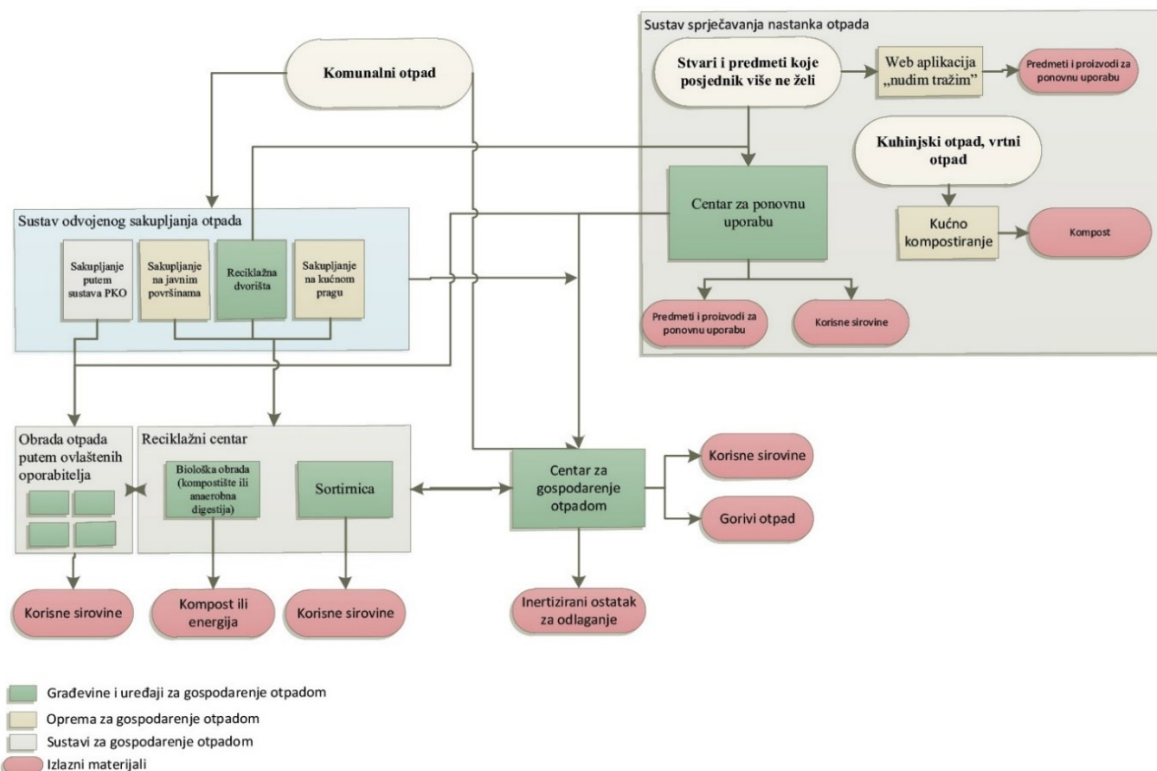 Sustav sprječavanja nastanka otpada
Komunalni otpad
Stvari i predmeti koje
posjednik više ne želi
Web aplikacija
„nudim tražim”
Predmeti i proizvodi za
ponovnu uporabu
Kuhinjski otpad, vrtni
otpad
Centar za ponovnu
uporabu
Kućno
kompostiranje
Kompost
Predmeti i proizvodi za
ponovnu uporabu
Korisne sirovine
Sustav odvojenog sakupljanja otpada
Sakupljanje
putem
sustava PKO
Sakupljanje
na javnim
površinama
Reciklažna
dvorišta
Sakupljanje
na kućnom
pragu
Obrada otpada
putem ovlaštenih
oporabitelja
Reciklažni centar
Biološka obrada
(kompostište ili
anaerobna
digestija)
Sortirnica
Centar za
gospodarenje
otpadom
Korisne sirovine
Gorivi otpad
Korisne sirovine
Kompost ili
energija
Korisne sirovine
Inertizirani ostatak
za odlaganje
Građevine i uređaji za gospodarenje otpadom
Oprema za gospodarenje otpadom
Sustavi za gospodarenje otpadom
Izlazni materijali